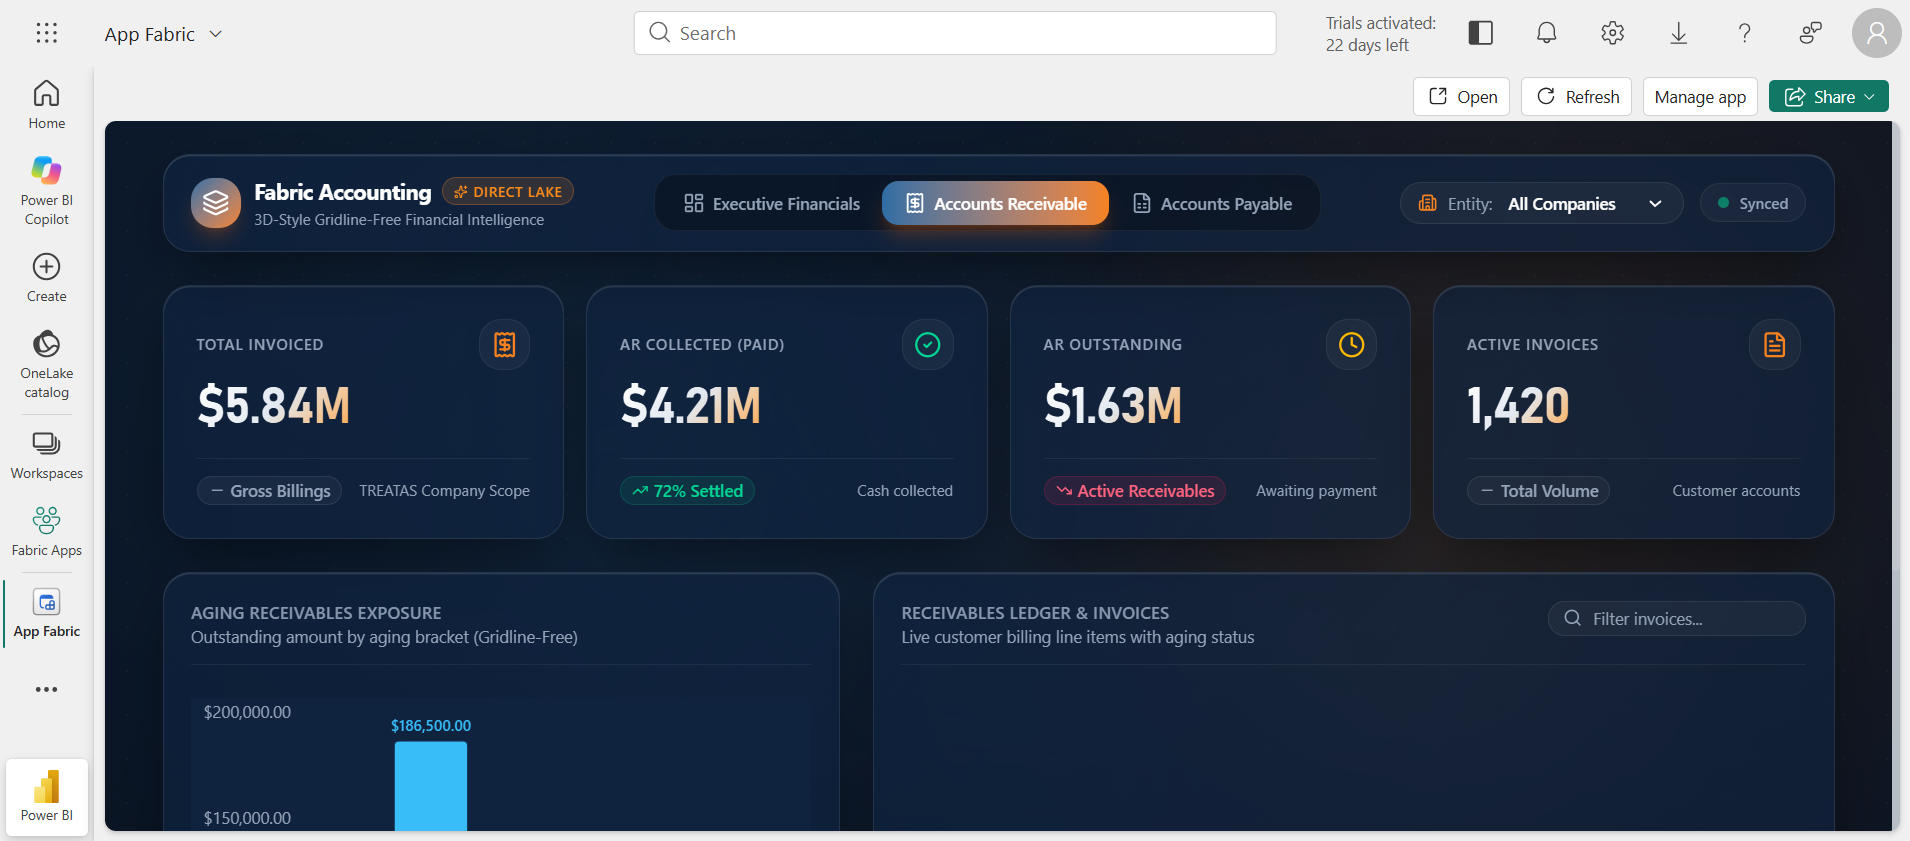 App Fabric
Search
Trials activated:
22 days left
Home
Power BI
Copilot
Create
OneLake
catalog
Workspaces
Fabric Apps
App Fabric
Power BI
Open
Refresh
Manage app
Share
Fabric Accounting
DIRECT LAKE
3D-Style Gridline-Free Financial Intelligence
Executive Financials
Accounts Receivable
Accounts Payable
Entity:
All Companies
Synced
TOTAL INVOICED
$5.84M
Gross Billings
TREATAS Company Scope
AR COLLECTED (PAID)
$4.21M
72% Settled
Cash collected
AR OUTSTANDING
$1.63M
Active Receivables
Awaiting payment
ACTIVE INVOICES
1,420
Total Volume
Customer accounts
AGING RECEIVABLES EXPOSURE
Outstanding amount by aging bracket (Gridline-Free)
$200,000.00
$186,500.00
$150,000.00
RECEIVABLES LEDGER & INVOICES
Live customer billing line items with aging status
Filter invoices...